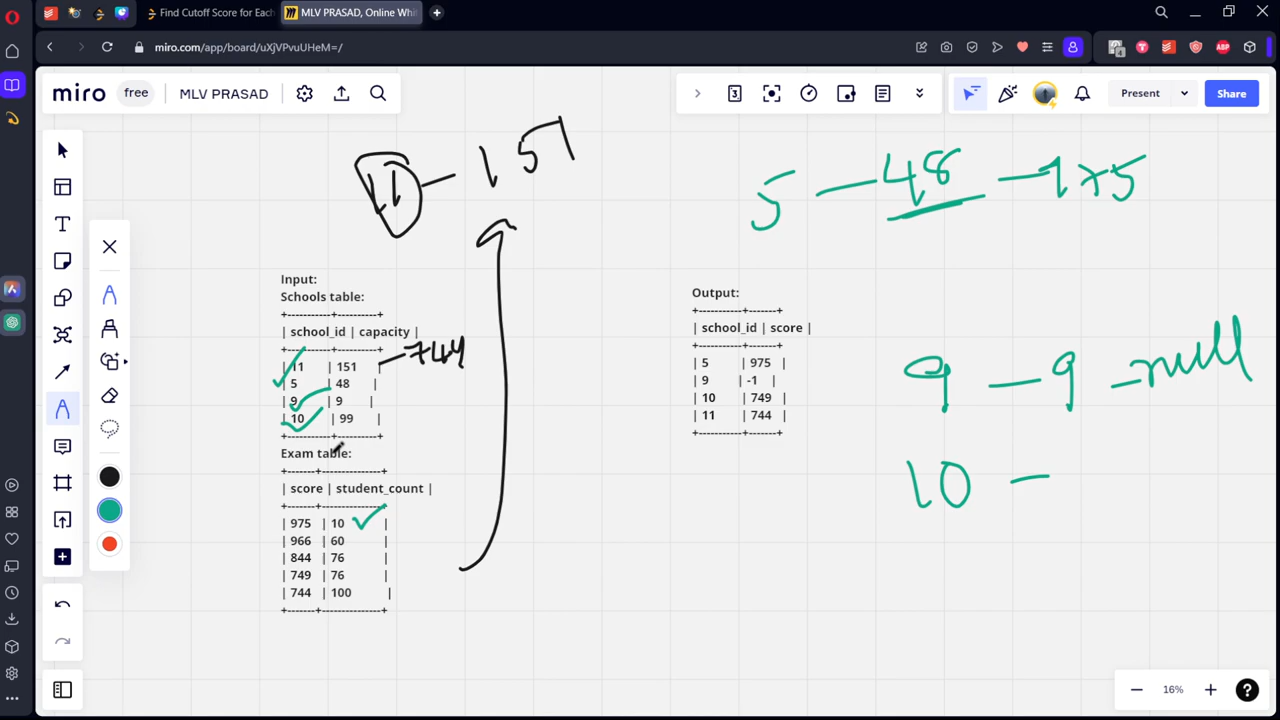 Find Cutoff Score for Each
MLV PRASAD, Online Whi
miro.com/app/board/uXjVPvuUHeM=/
ABP
miro
free
MLV PRASAD
Present
Share
11 — 151
5 — 48 — 975
Input:
Schools table:
+-----------+----------+
| school_id | capacity |
+-----------+----------+
| 11 | 151 | 744
| 5 | 48 |
| 9 | 9 |
| 10 | 99 |
+-----------+----------+
Exam table:
+-------+---------------+
| score | student_count |
+-------+---------------+
| 975 | 10 |
| 966 | 60 |
| 844 | 76 |
| 749 | 76 |
| 744 | 100 |
+-------+---------------+
Output:
+-----------+-------+
| school_id | score |
+-----------+-------+
| 5 | 975 |
| 9 | -1 |
| 10 | 749 |
| 11 | 744 |
+-----------+-------+
9 — 9 — null
10 —
16%